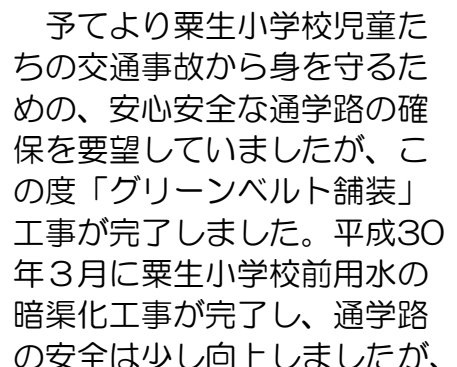 予てより粟生小学校児童た
ちの交通事故から身を守るた
めの、安心安全な通学路の確
保を要望していましたが、こ
の度「グリーンベルト舗装」
工事が完了しました。平成30
年３月に粟生小学校前用水の
暗渠化工事が完了し、通学路
の安全は少し向上しましたが、